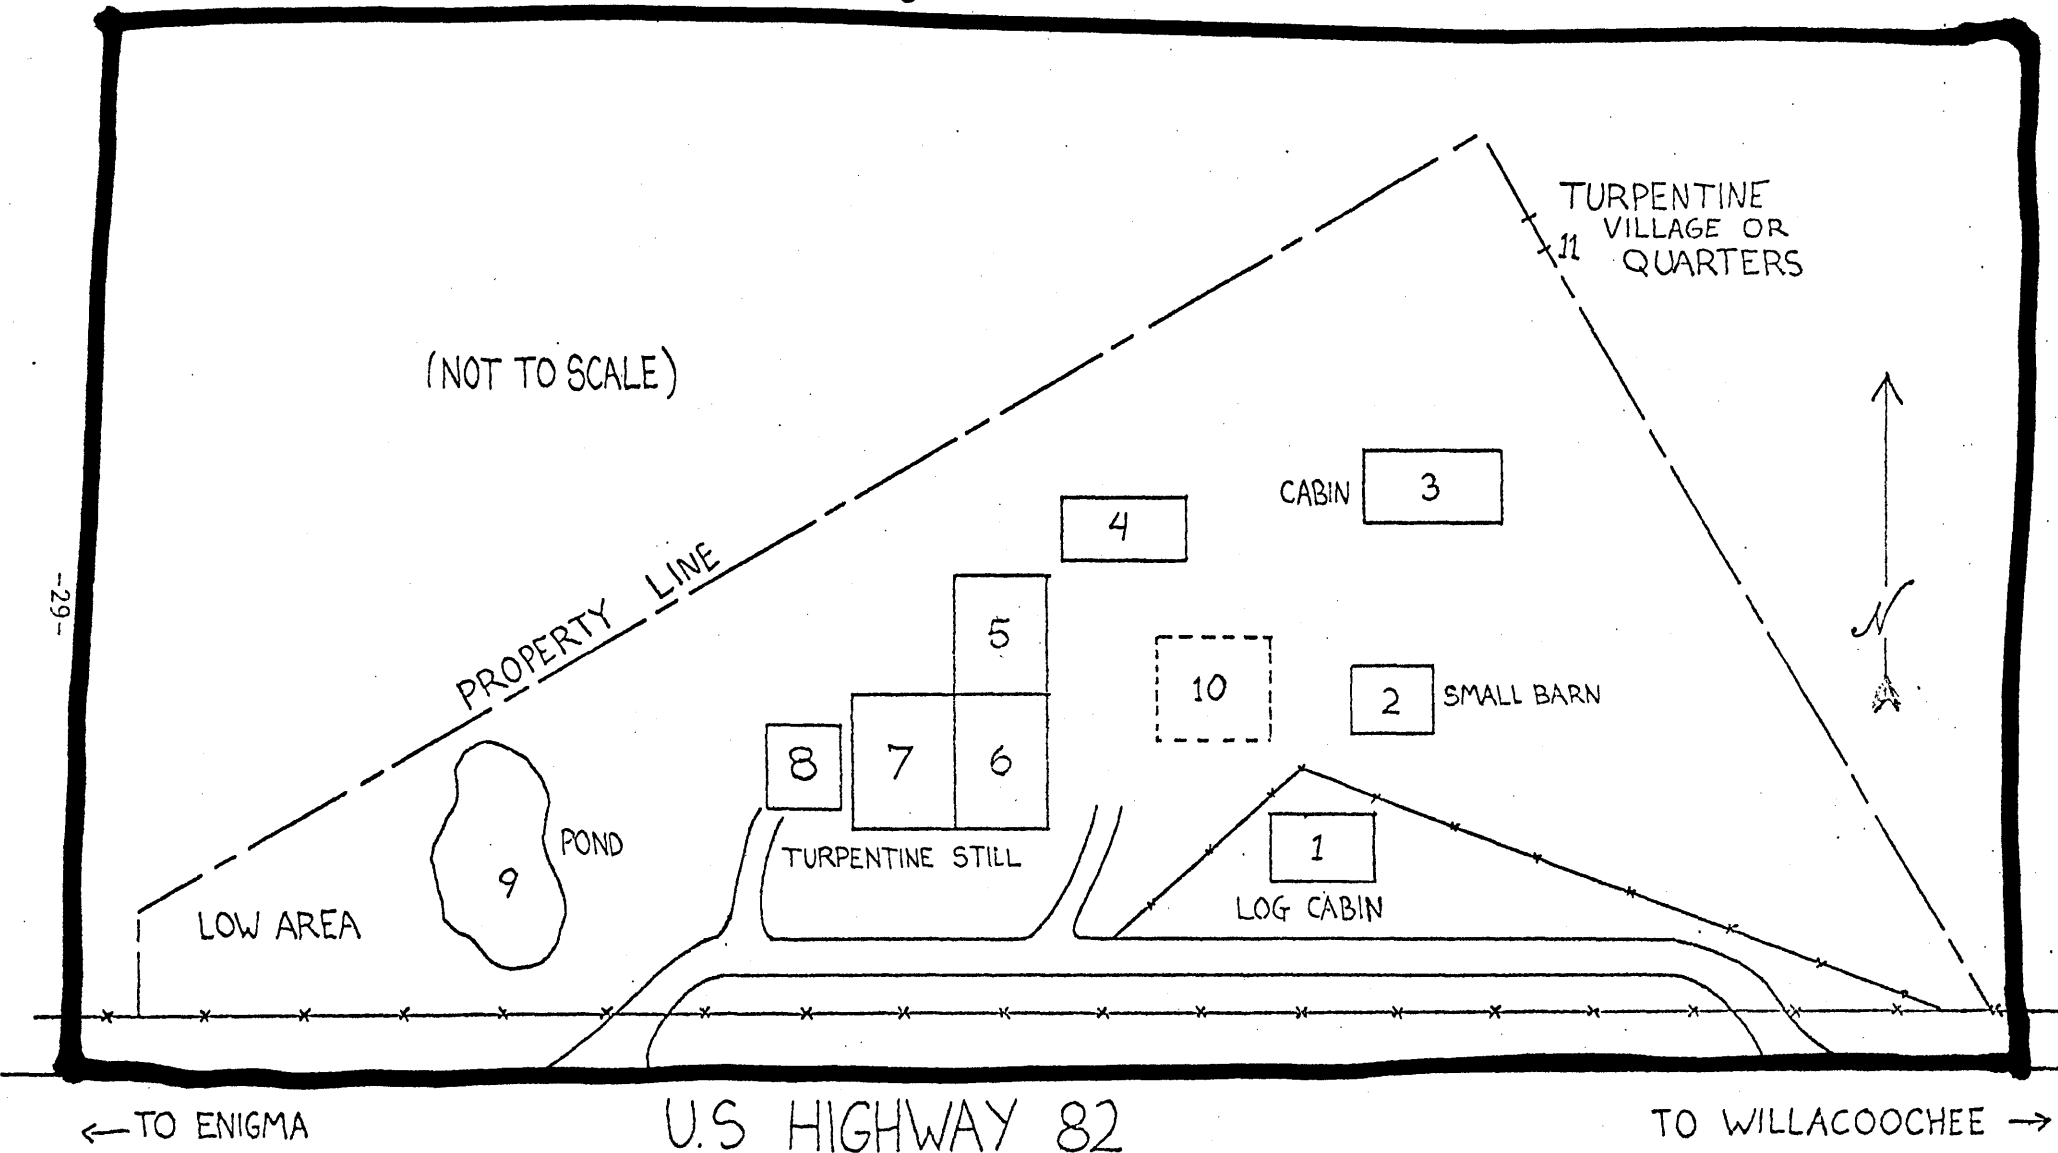 TURPENTINE
VILLAGE OR
11 QUARTERS
(NOT TO SCALE)
CABIN 3
4
PROPERTY LINE
-29-
5
N
10
2 SMALL BARN
8 7 6
1
POND
TURPENTINE STILL
9
LOG CABIN
LOW AREA
← TO ENIGMA
U.S HIGHWAY 82
TO WILLACOOCHEE →